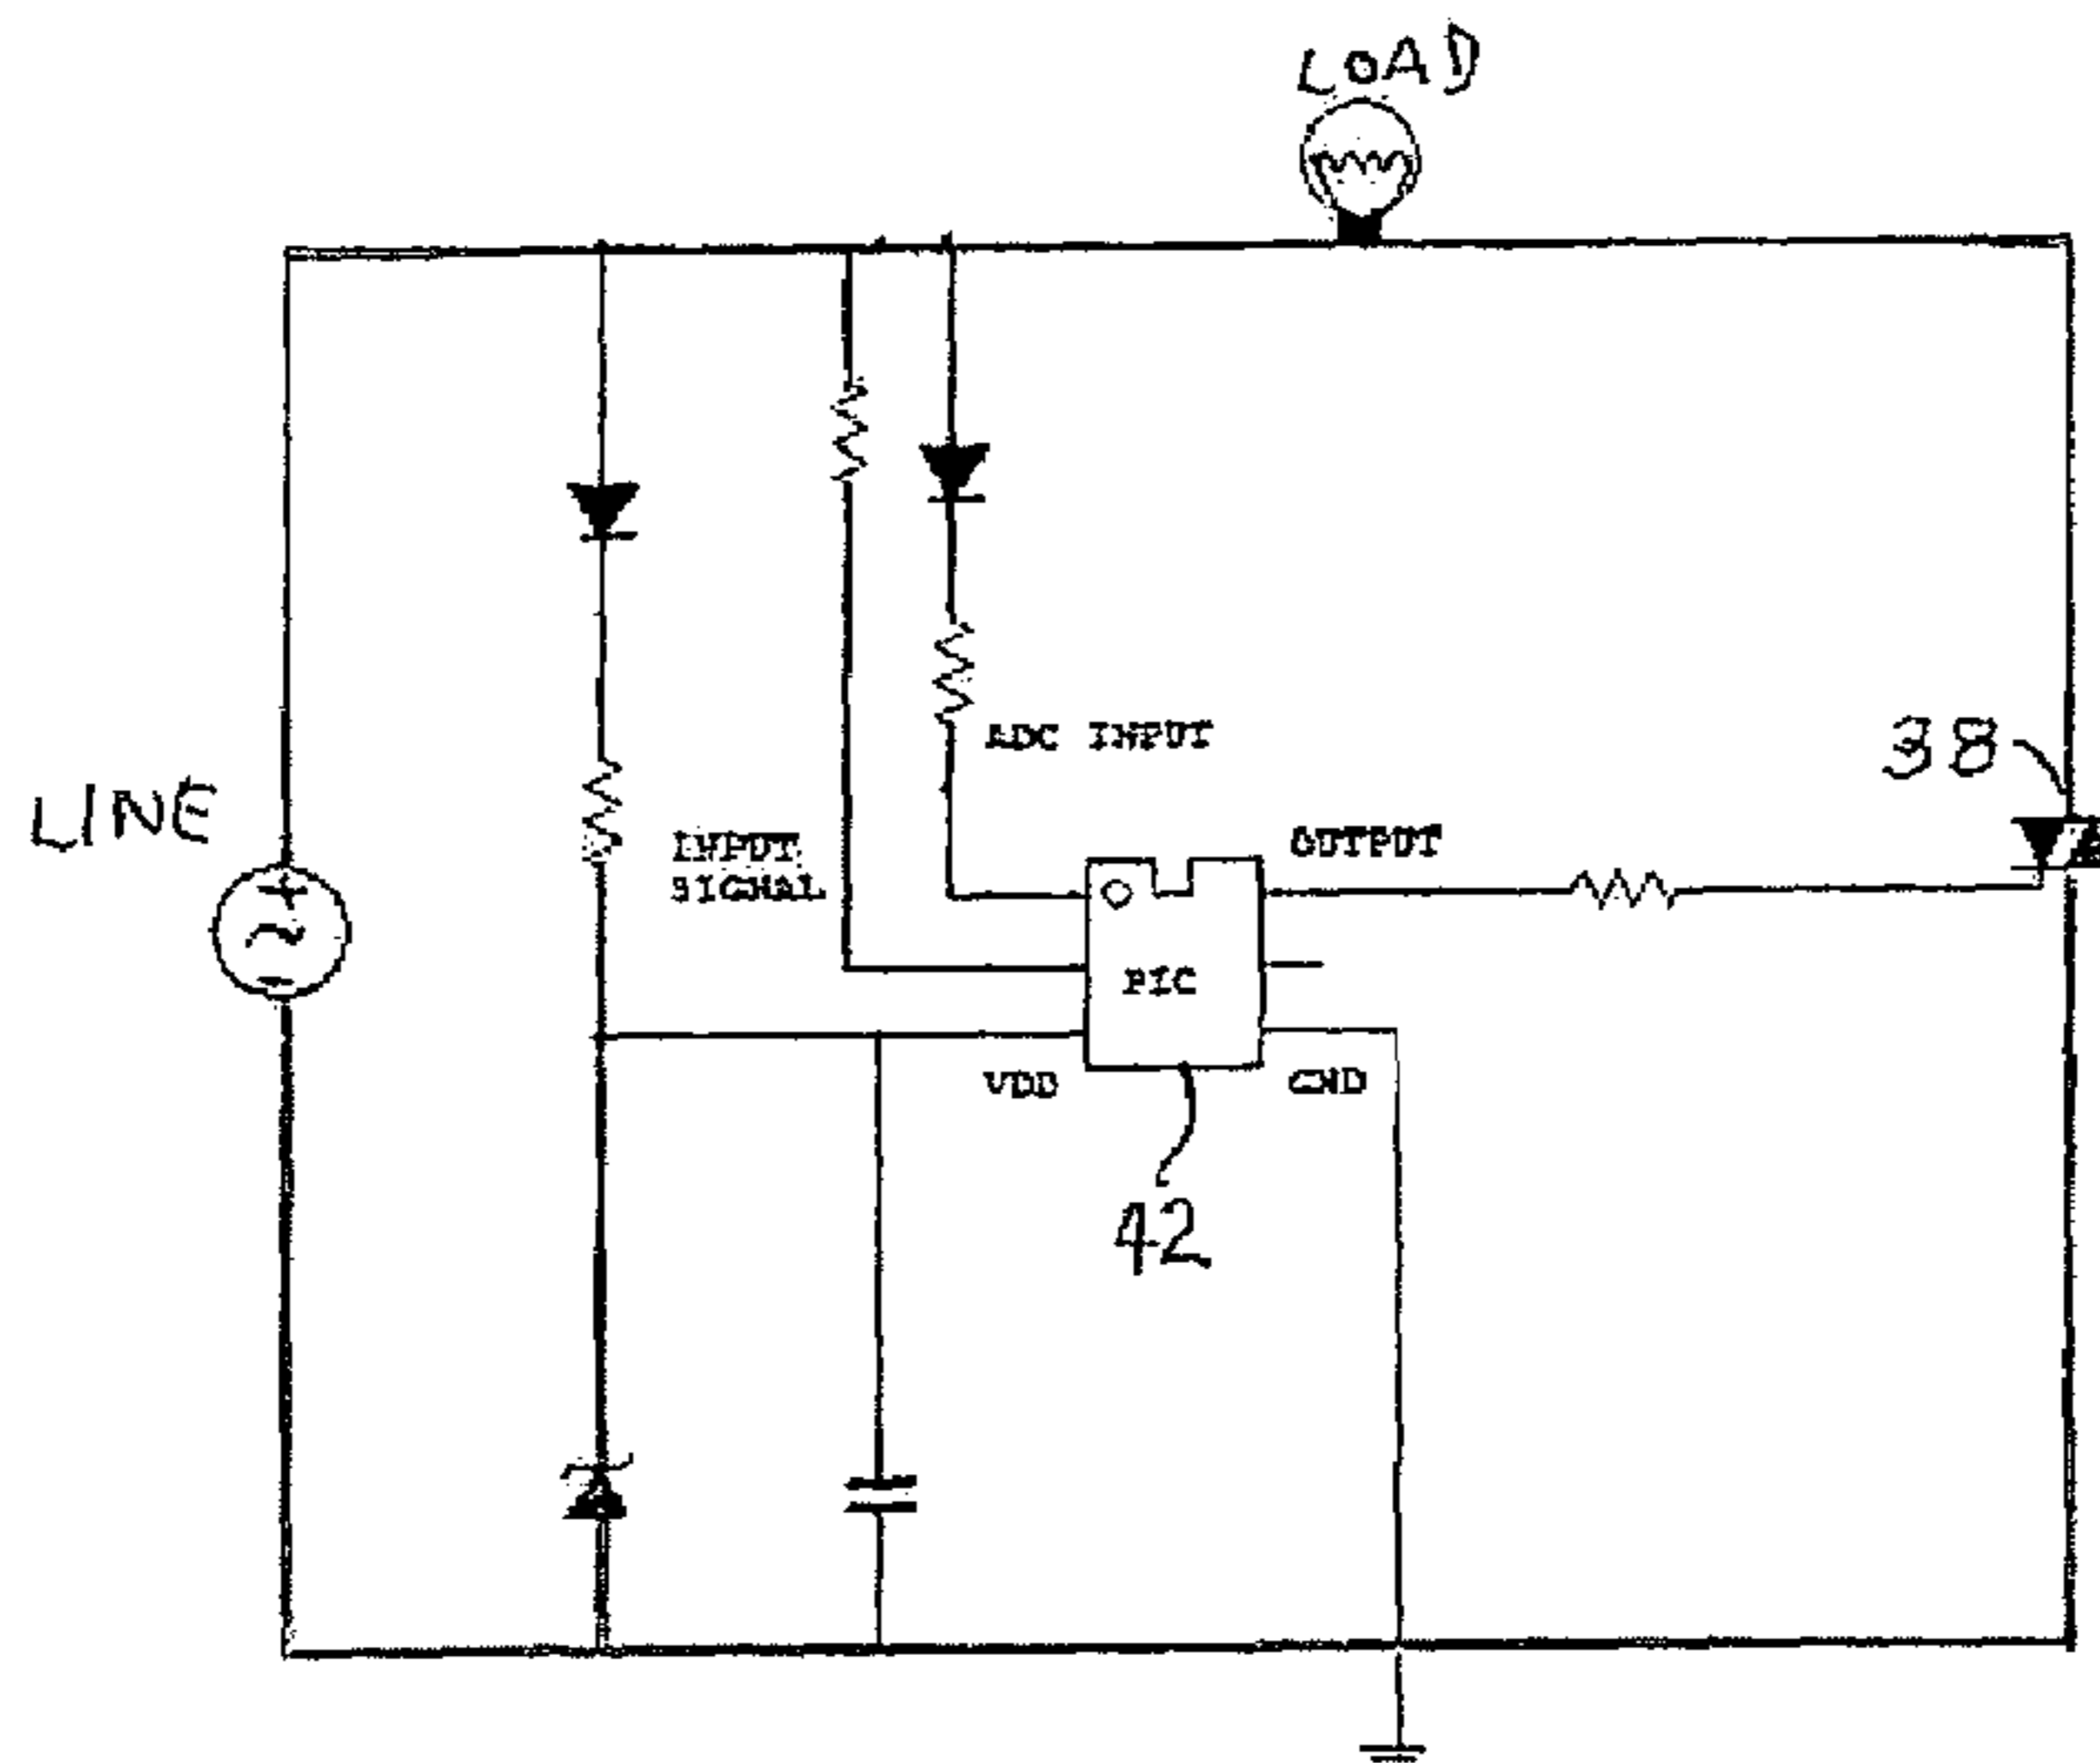 LOAD
ADC INPUT
38
LINE
INPUT
SIGNAL
OUTPUT
PIC
VDD
GND
42